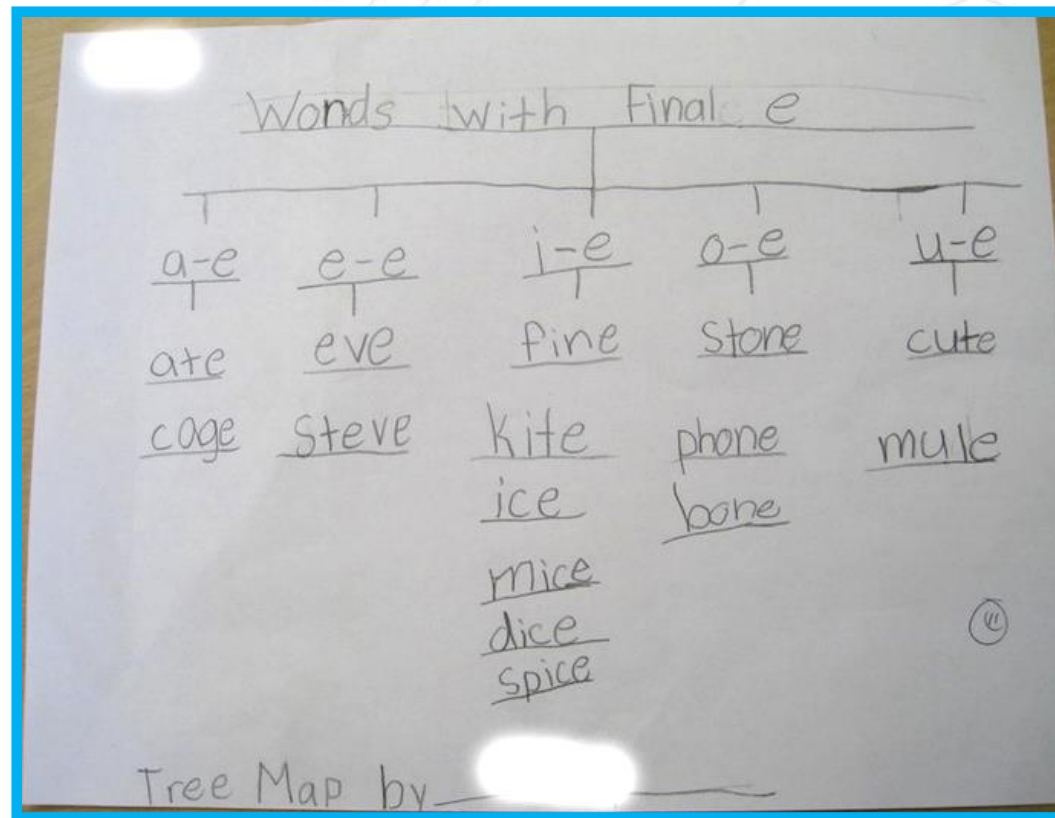 Words with Final e
a-e e-e i-e o-e u-e
ate eve fine stone cute
cage Steve Kite phone mule
ice bone
mice
dice
spice
Tree Map by